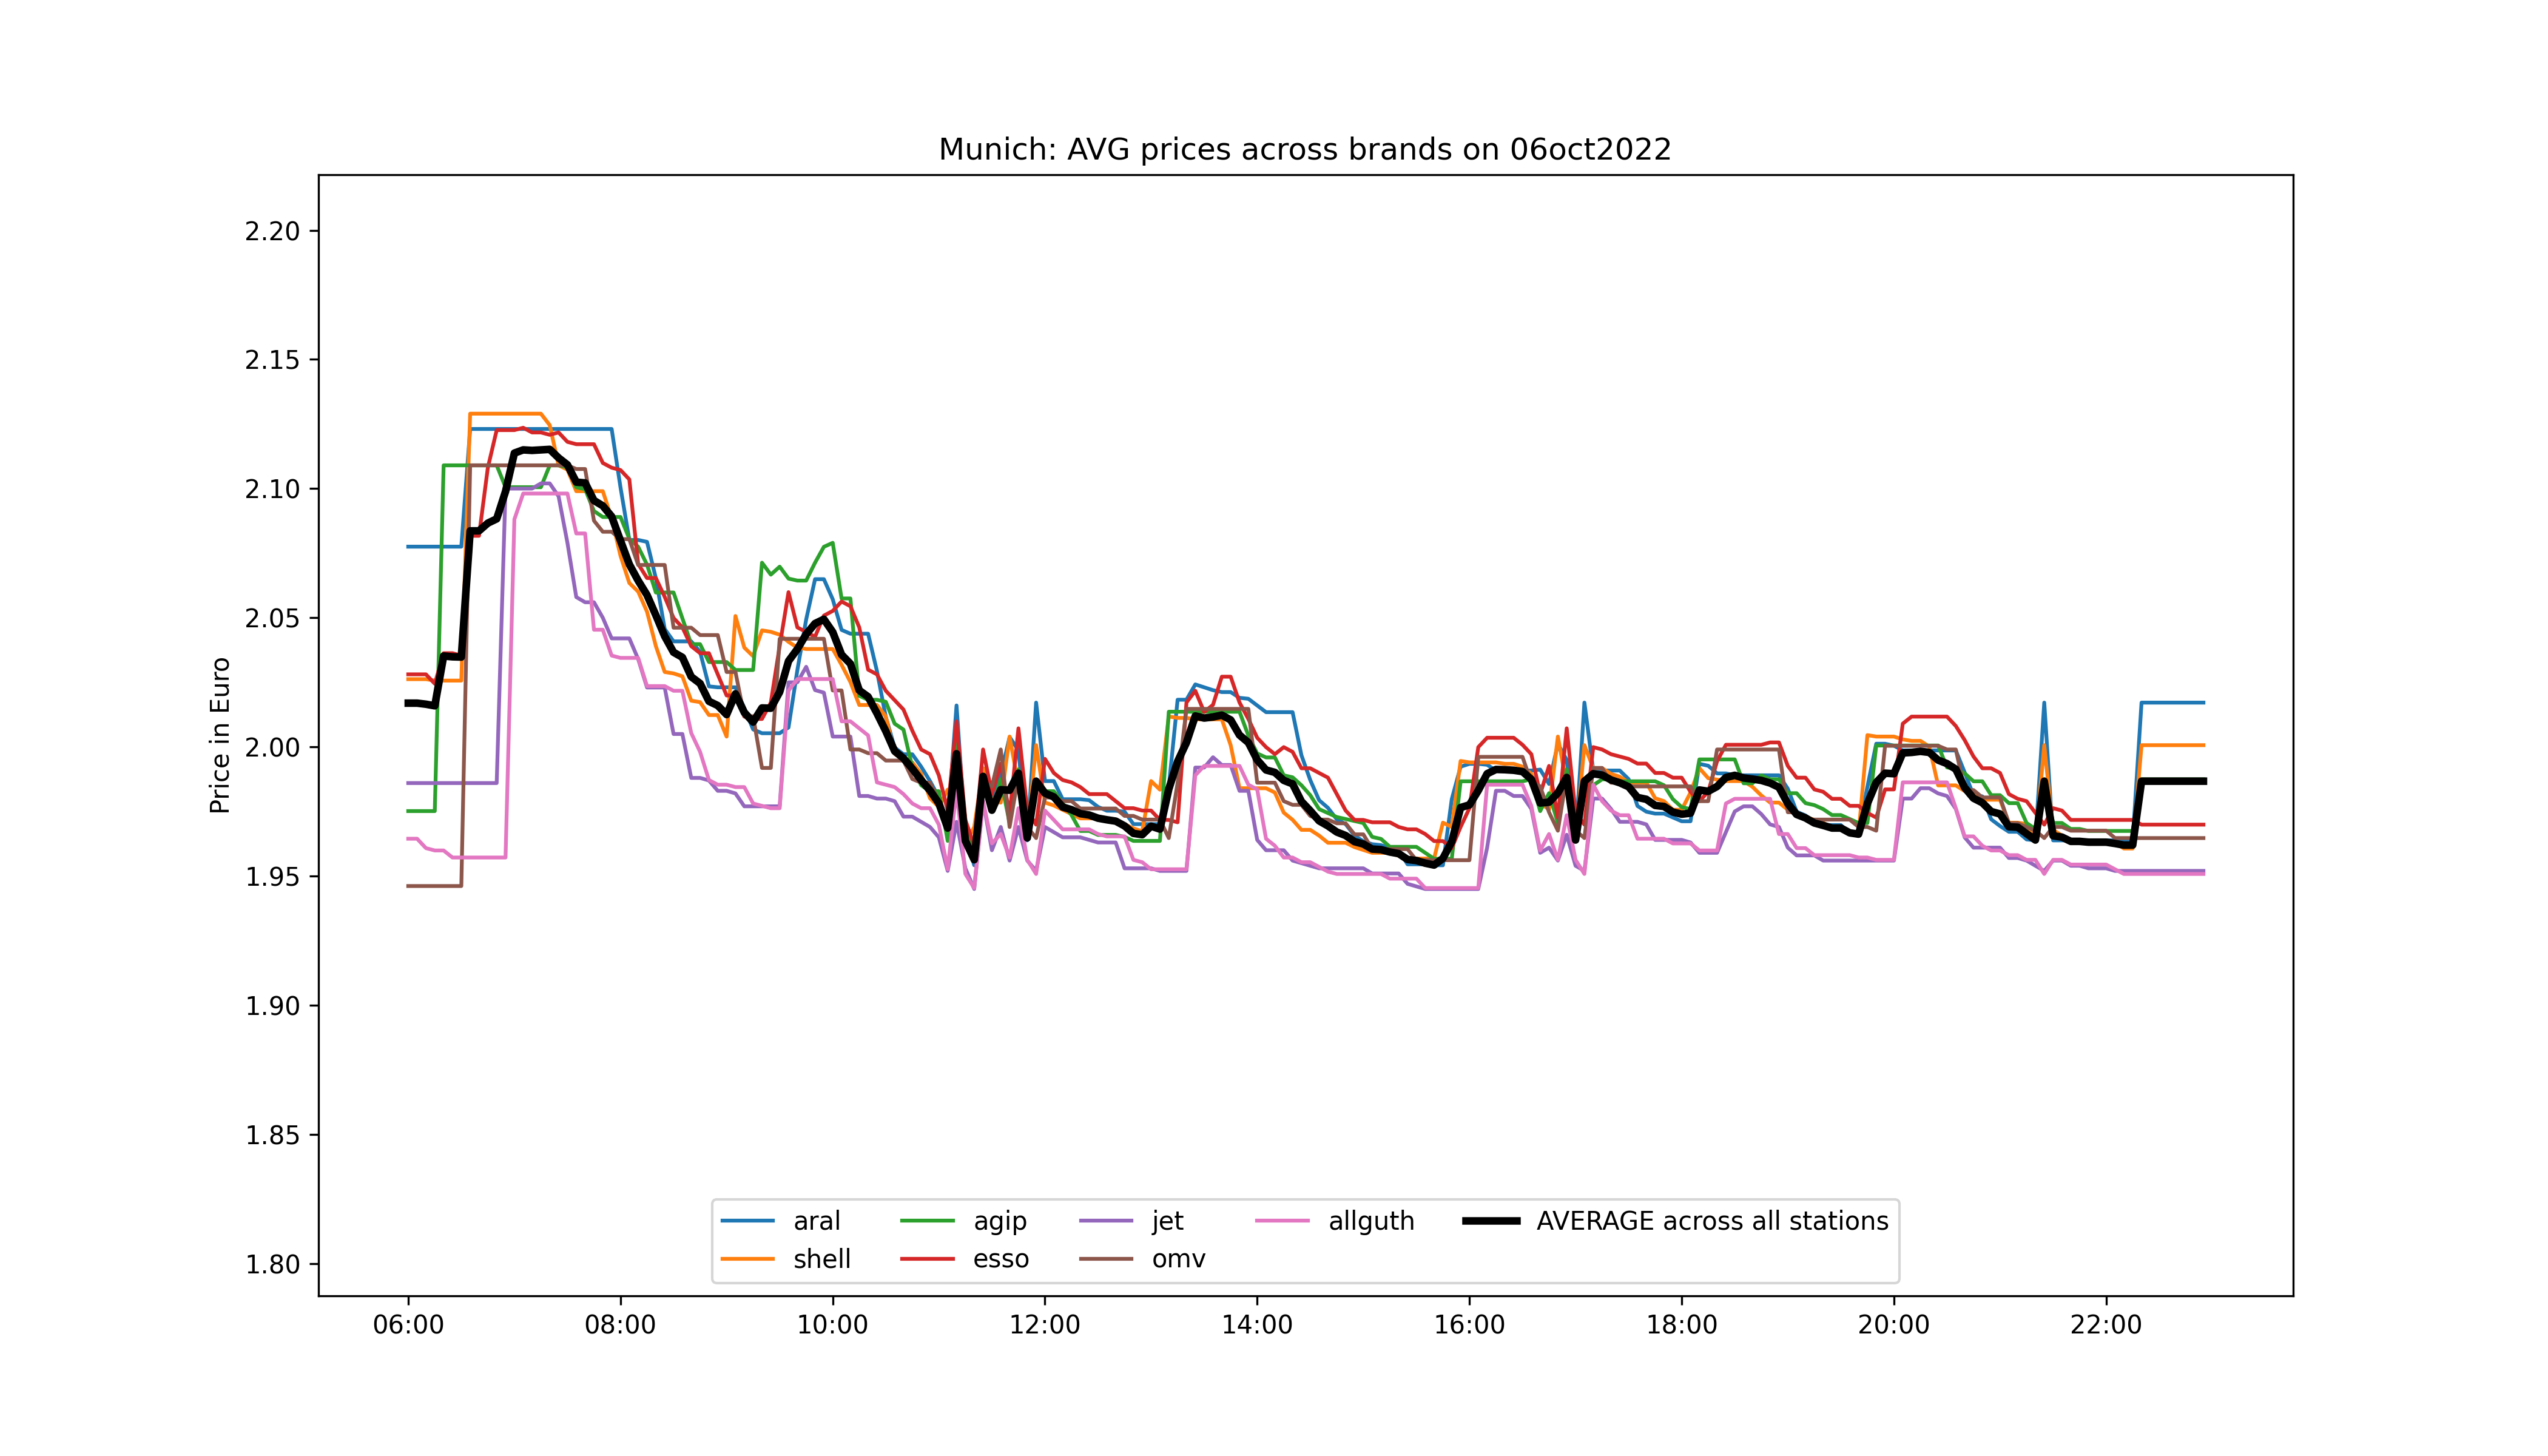 Munich: AVG prices across brands on 06oct2022
Price in Euro
2.20
2.15
2.10
2.05
2.00
1.95
1.90
1.85
1.80
aral agip jet allguth AVERAGE across all stations
shell esso omv
06:00 08:00 10:00 12:00 14:00 16:00 18:00 20:00 22:00